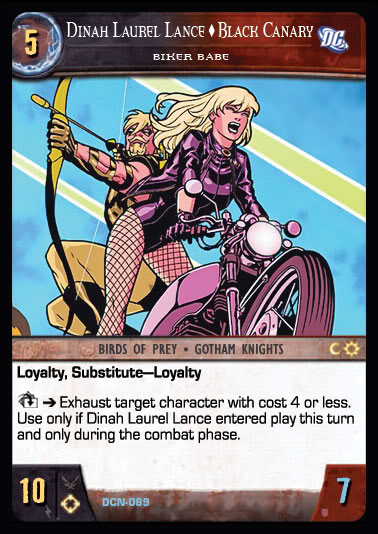 5
Dinah Laurel Lance ♦ Black Canary
DC
BIKER BABE
BIRDS OF PREY • GOTHAM KNIGHTS
Loyalty, Substitute—Loyalty
➔ Exhaust target character with cost 4 or less.
Use only if Dinah Laurel Lance entered play this turn
and only during the combat phase.
10
DCN-089
7